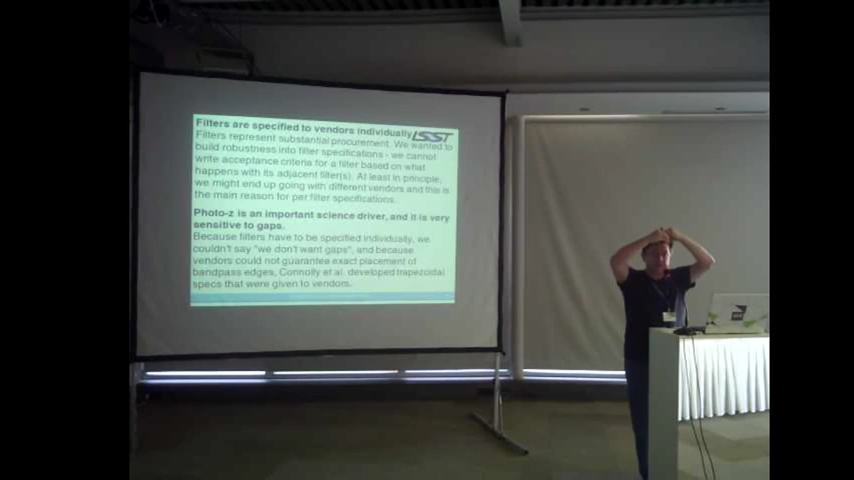 Filters are specified to vendors individually LSST
Filters represent substantial procurement. We wanted to
build robustness into filter specifications - we cannot
write acceptance criteria for a filter based on what
happens with its adjacent filter(s). At least in principle,
we might end up going with different vendors and this is
the main reason for per filter specifications.
Photo-z is an important science driver, and it is very
sensitive to gaps.
Because filters have to be specified individually, we
couldn't say "we don't want gaps", and because
vendors could not guarantee exact placement of
bandpass edges, Connolly et al. developed trapezoidal
specs that were given to vendors.